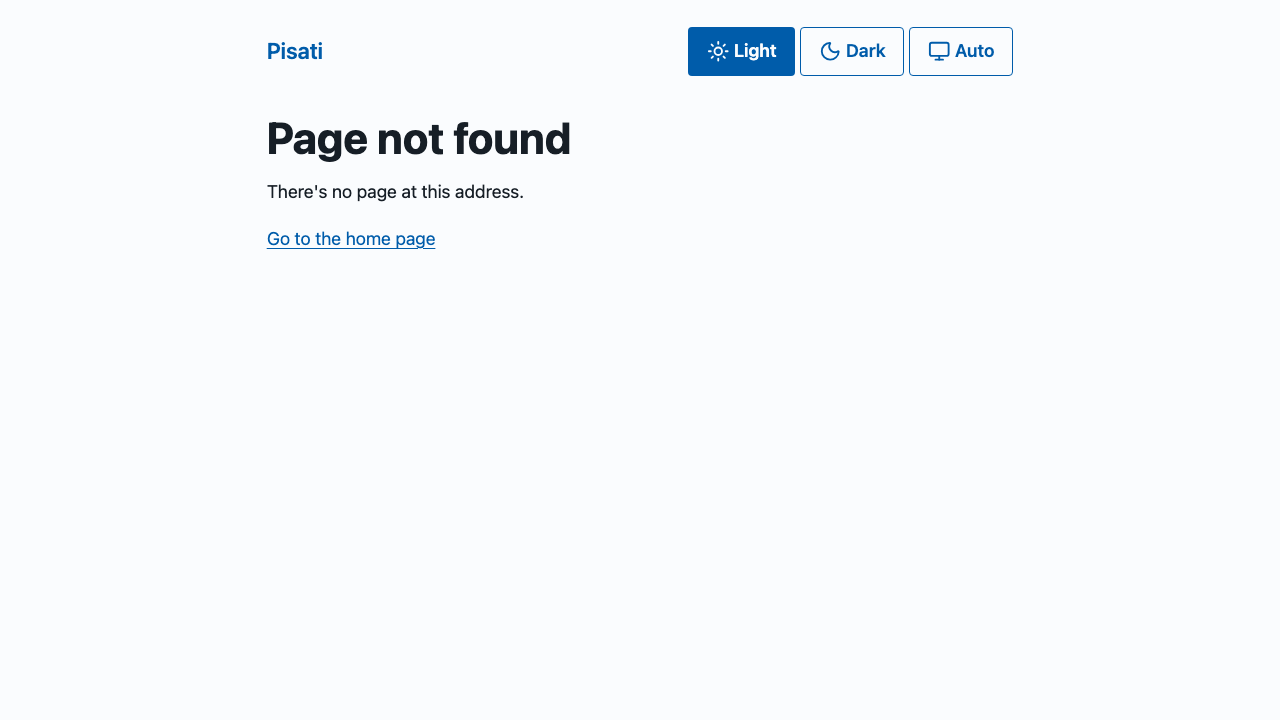 Pisati
Light
Dark
Auto
Page not found
There's no page at this address.
Go to the home page